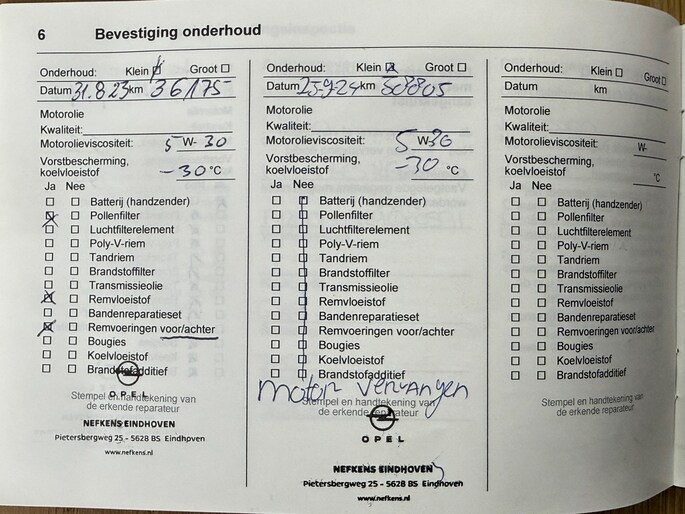 6 Bevestiging onderhoud
Onderhoud: Klein Groot
Datum 31.8.23 km 36175
Motorolie
Kwaliteit:
Motorolieviscositeit: 5 W- 30
Vorstbescherming,
koelvloeistof -30 °C
Ja Nee
Batterij (handzender)
Pollenfilter
Luchtfilterelement
Poly-V-riem
Tandriem
Brandstoffilter
Transmissieolie
Remvloeistof
Bandenreparatieset
Remvoeringen voor/achter
Bougies
Koelvloeistof
Brandstofadditief
OPEL
Stempel en handtekening van
de erkende reparateur
NEFKENS EINDHOVEN
Pietersbergweg 25 - 5628 BS Eindhoven
www.nefkens.nl
Onderhoud: Klein Groot
Datum 25-9-24 km 50805
Motorolie
Kwaliteit:
Motorolieviscositeit: 5 W-30
Vorstbescherming,
koelvloeistof -30 °C
Ja Nee
Batterij (handzender)
Pollenfilter
Luchtfilterelement
Poly-V-riem
Tandriem
Brandstoffilter
Transmissieolie
Remvloeistof
Bandenreparatieset
Remvoeringen voor/achter
Bougies
Koelvloeistof
Brandstofadditief
motor vervangen
Stempel en handtekening van
de erkende reparateur
OPEL
NEFKENS EINDHOVEN
Pietersbergweg 25 - 5628 BS Eindhoven
www.nefkens.nl
Onderhoud: Klein Groot
Datum km
Motorolie
Kwaliteit:
Motorolieviscositeit: W-
Vorstbescherming,
koelvloeistof °C
Ja Nee
Batterij (handzender)
Pollenfilter
Luchtfilterelement
Poly-V-riem
Tandriem
Brandstoffilter
Transmissieolie
Remvloeistof
Bandenreparatieset
Remvoeringen voor/achter
Bougies
Koelvloeistof
Brandstofadditief
Stempel en handtekening van
de erkende reparateur